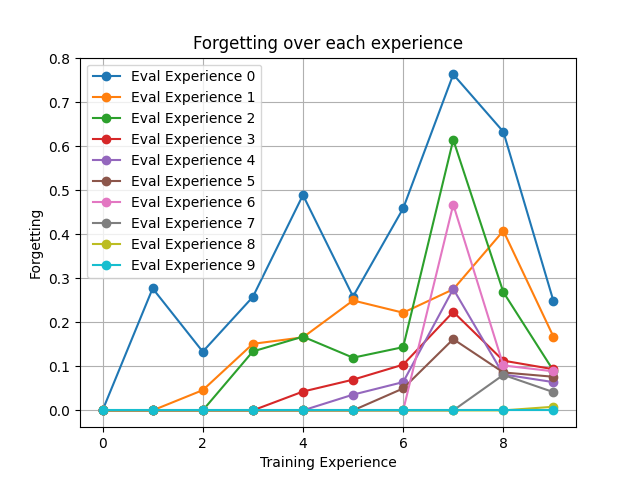 Forgetting over each experience
0.8
0.7
0.6
0.5
0.4
0.3
0.2
0.1
0.0
Forgetting
Eval Experience 0
Eval Experience 1
Eval Experience 2
Eval Experience 3
Eval Experience 4
Eval Experience 5
Eval Experience 6
Eval Experience 7
Eval Experience 8
Eval Experience 9
0 2 4 6 8
Training Experience